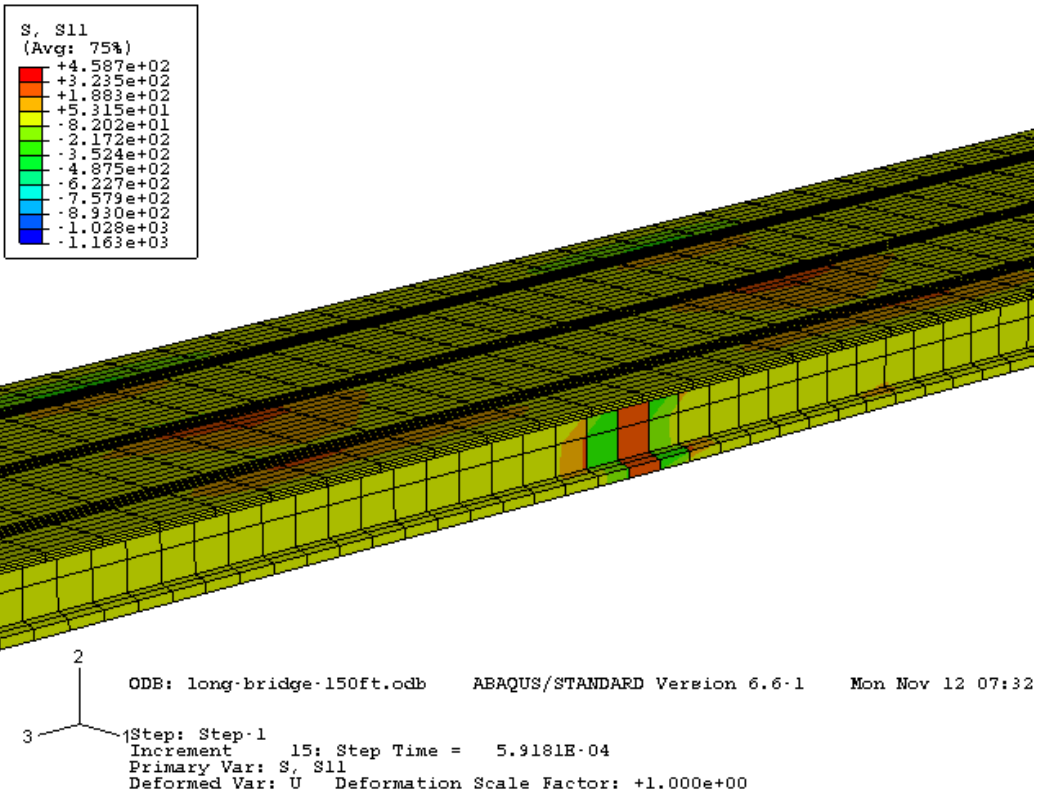 S, S11
(Avg: 75%)
+4.587e+02
+3.235e+02
+1.883e+02
+5.315e+01
-8.202e+01
-2.172e+02
-3.524e+02
-4.875e+02
-6.227e+02
-7.579e+02
-8.930e+02
-1.028e+03
-1.163e+03
2
3
1
ODB: long-bridge-150ft.odb ABAQUS/STANDARD Version 6.6-1 Mon Nov 12 07:32
Step: Step-1
Increment 15: Step Time = 5.9181E-04
Primary Var: S, S11
Deformed Var: U Deformation Scale Factor: +1.000e+00